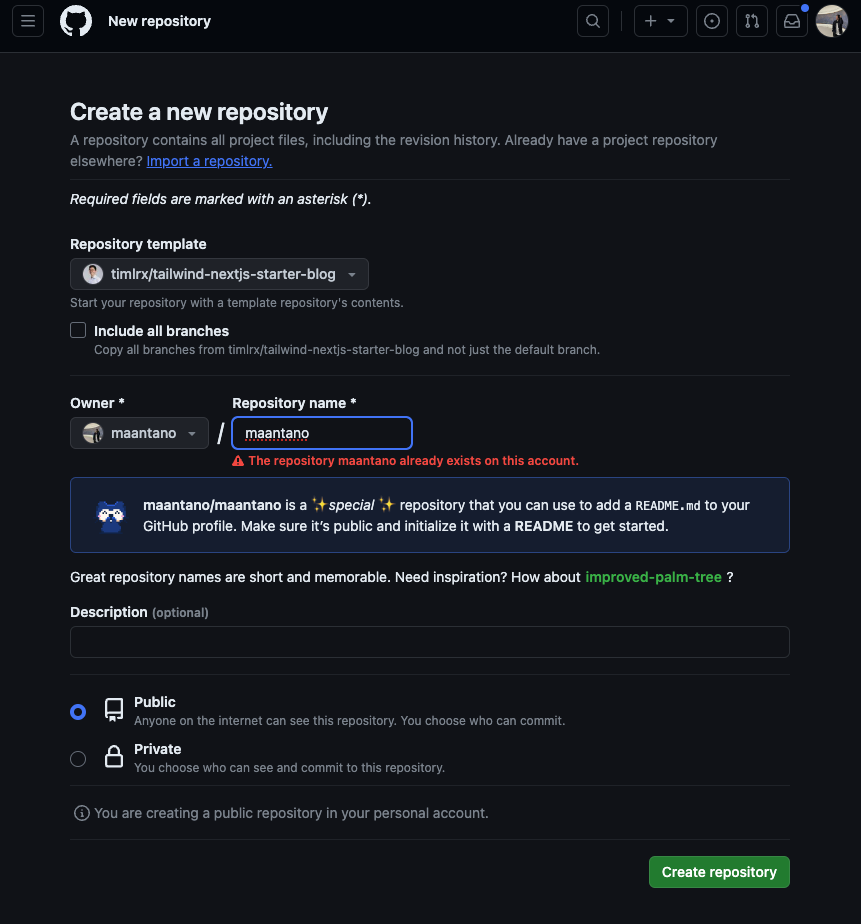 New repository
Create a new repository
A repository contains all project files, including the revision history. Already have a project repository
elsewhere? Import a repository.
Required fields are marked with an asterisk (*).
Repository template
timlrx/tailwind-nextjs-starter-blog
Start your repository with a template repository's contents.
Include all branches
Copy all branches from timlrx/tailwind-nextjs-starter-blog and not just the default branch.
Owner * Repository name *
maantano / maantano
The repository maantano already exists on this account.
maantano/maantano is a ✨special ✨ repository that you can use to add a README.md to your
GitHub profile. Make sure it’s public and initialize it with a README to get started.
Great repository names are short and memorable. Need inspiration? How about improved-palm-tree ?
Description (optional)
Public
Anyone on the internet can see this repository. You choose who can commit.
Private
You choose who can see and commit to this repository.
You are creating a public repository in your personal account.
Create repository